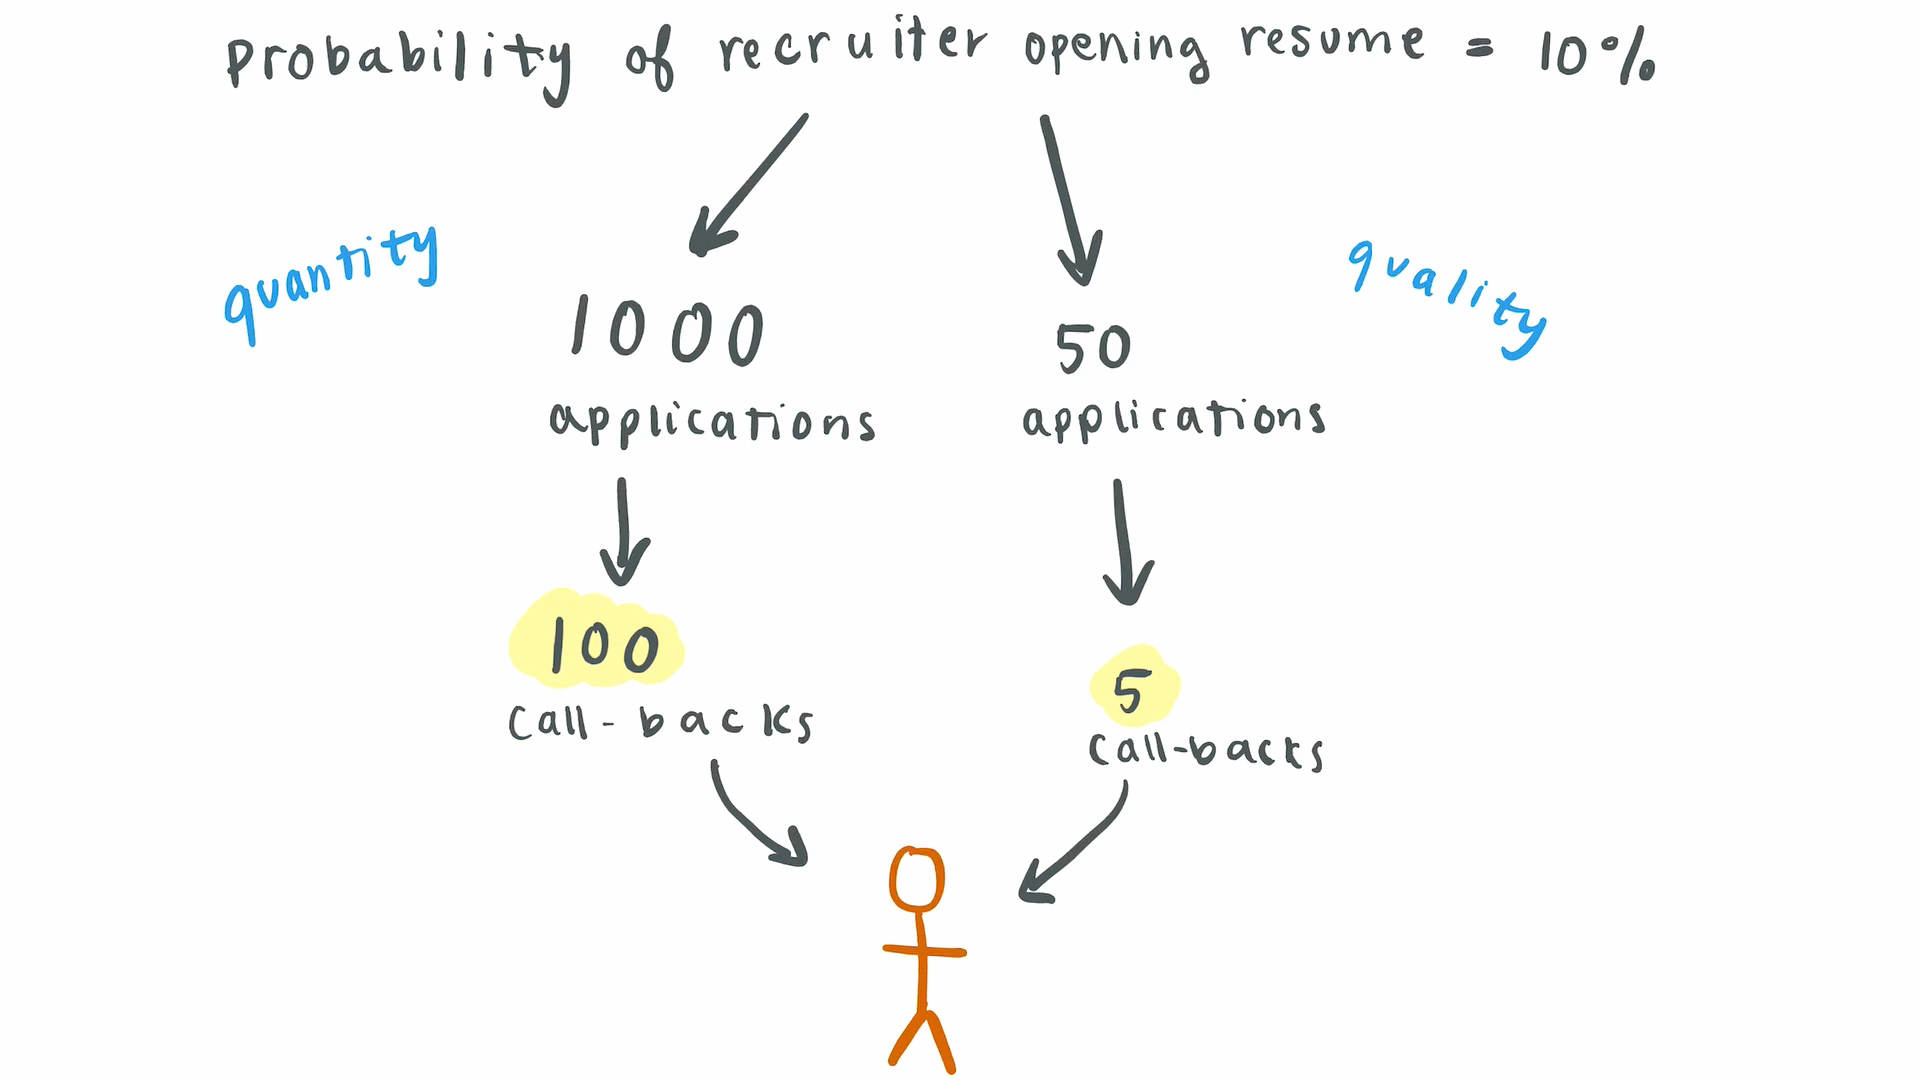 Probability of recruiter opening resume = 10%
quantity
quality
1000
applications
50
applications
100
call-backs
5
call-backs